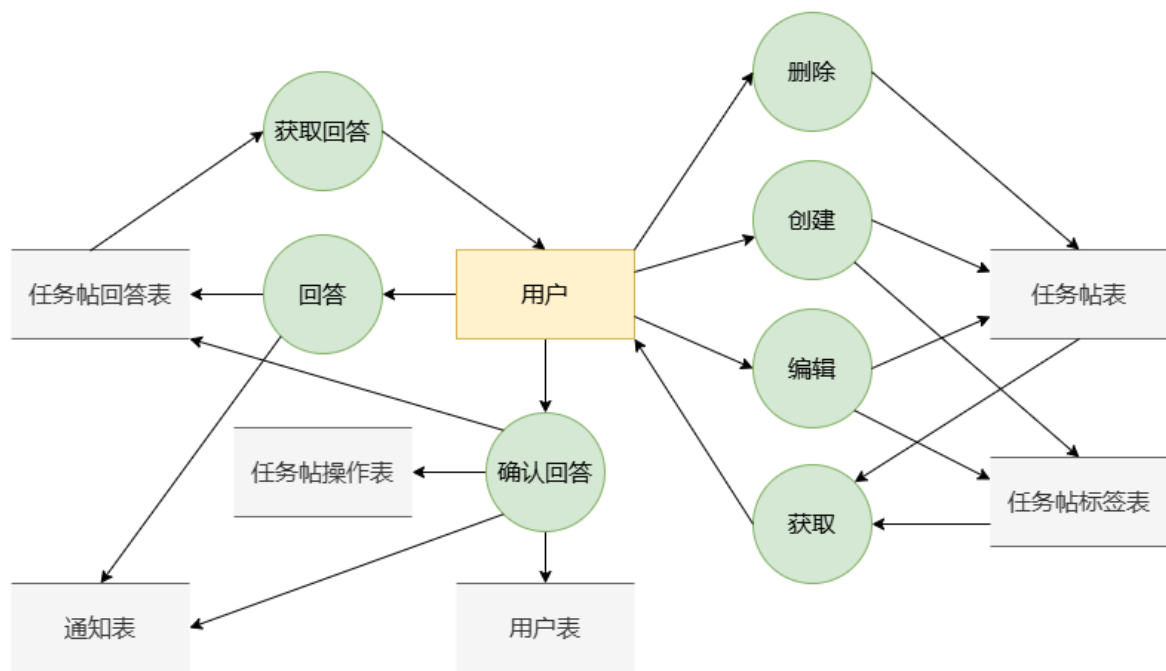 删除
获取回答
创建
任务帖回答表
回答
用户
任务帖表
编辑
任务帖操作表
确认回答
获取
任务帖标签表
通知表
用户表